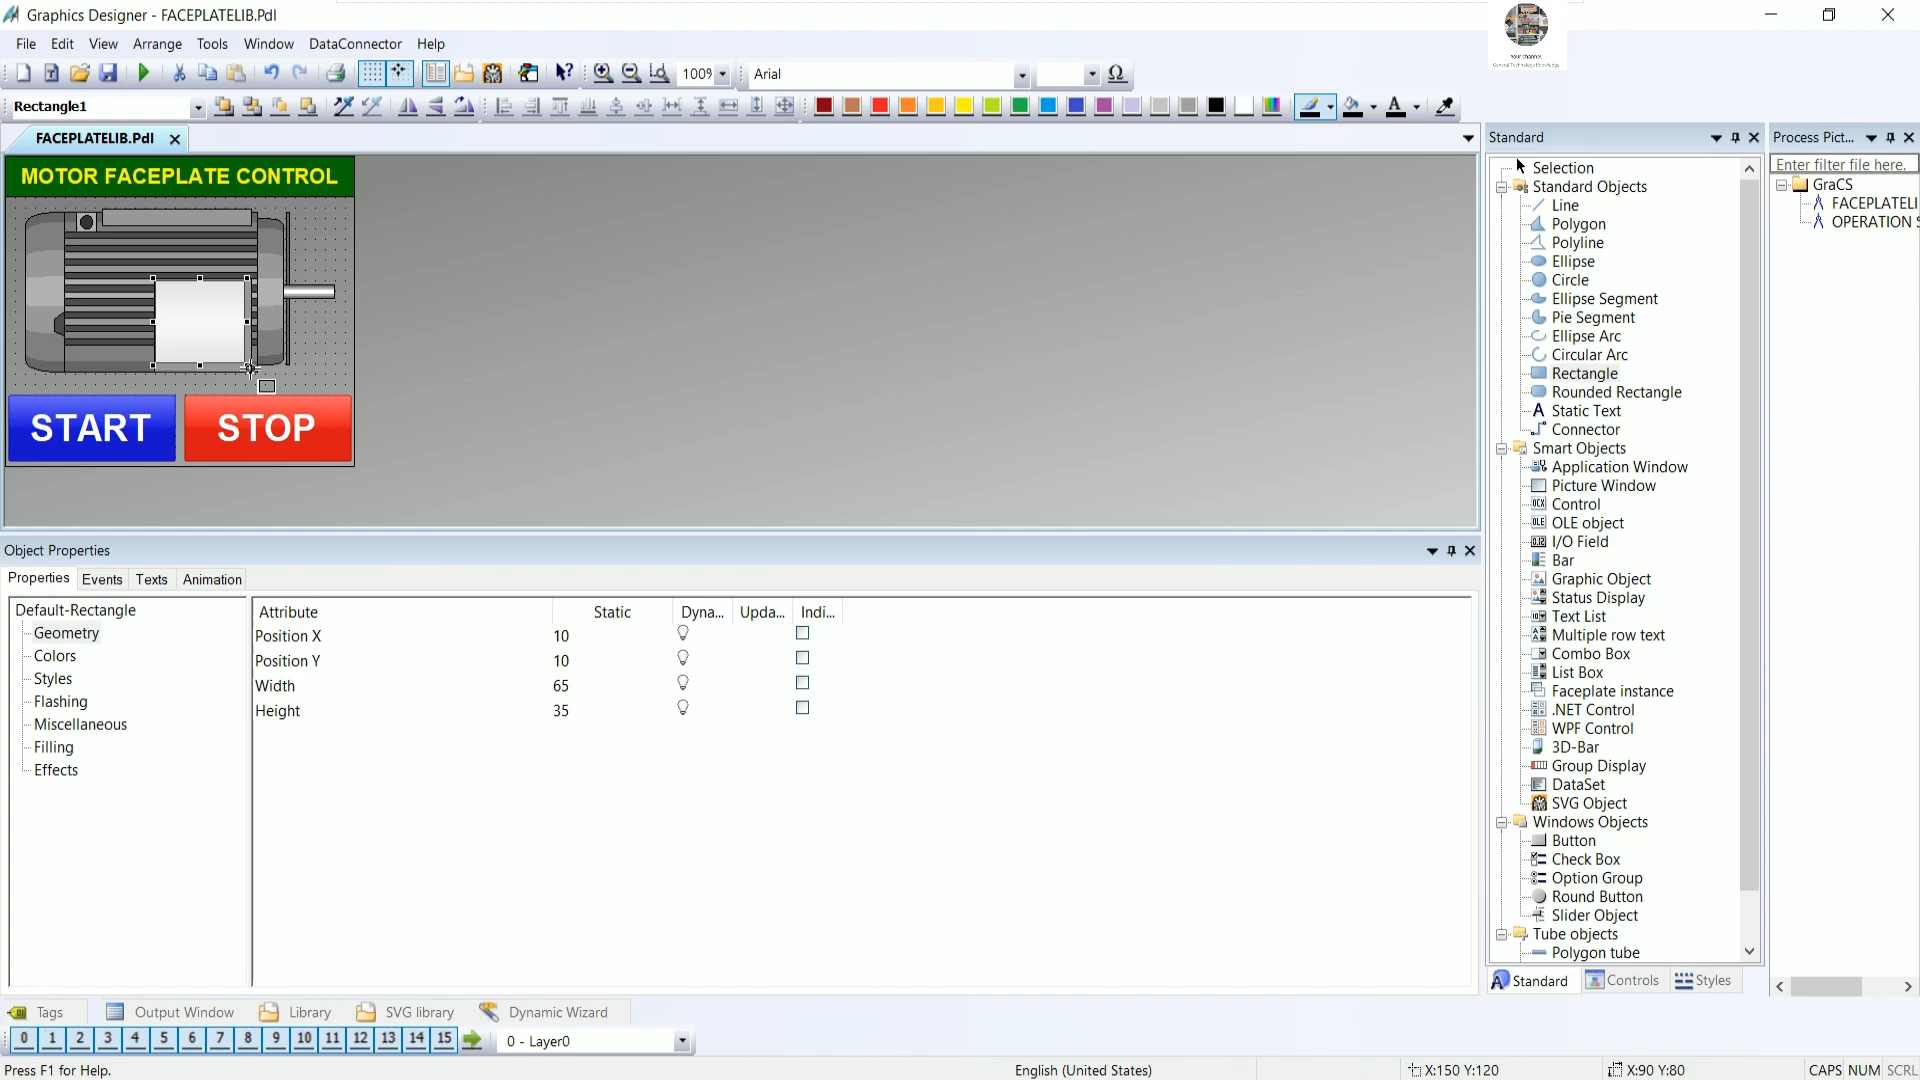 Graphics Designer - FACEPLATELIB.Pdl
Your channel
General Technology Knowledge
File Edit View Arrange Tools Window DataConnector Help
100% Arial
Rectangle1
FACEPLATELIB.Pdl
MOTOR FACEPLATE CONTROL
START STOP
Standard
Selection
Standard Objects
Line
Polygon
Polyline
Ellipse
Circle
Ellipse Segment
Pie Segment
Ellipse Arc
Circular Arc
Rectangle
Rounded Rectangle
Static Text
Connector
Smart Objects
Application Window
Picture Window
Control
OLE object
I/O Field
Bar
Graphic Object
Status Display
Text List
Multiple row text
Combo Box
List Box
Faceplate instance
.NET Control
WPF Control
3D-Bar
Group Display
DataSet
SVG Object
Windows Objects
Button
Check Box
Option Group
Round Button
Slider Object
Tube objects
Polygon tube
Standard Controls Styles
Process Pict...
Enter filter file here.
GraCS
FACEPLATELI
OPERATION S
Object Properties
Properties Events Texts Animation
Default-Rectangle
Geometry
Colors
Styles
Flashing
Miscellaneous
Filling
Effects
Attribute Static Dyna... Upda... Indi...
Position X 10
Position Y 10
Width 65
Height 35
Tags Output Window Library SVG library Dynamic Wizard
0 1 2 3 4 5 6 7 8 9 10 11 12 13 14 15 0 - Layer0
Press F1 for Help. English (United States) X:150 Y:120 X:90 Y:80 CAPS NUM SCRL